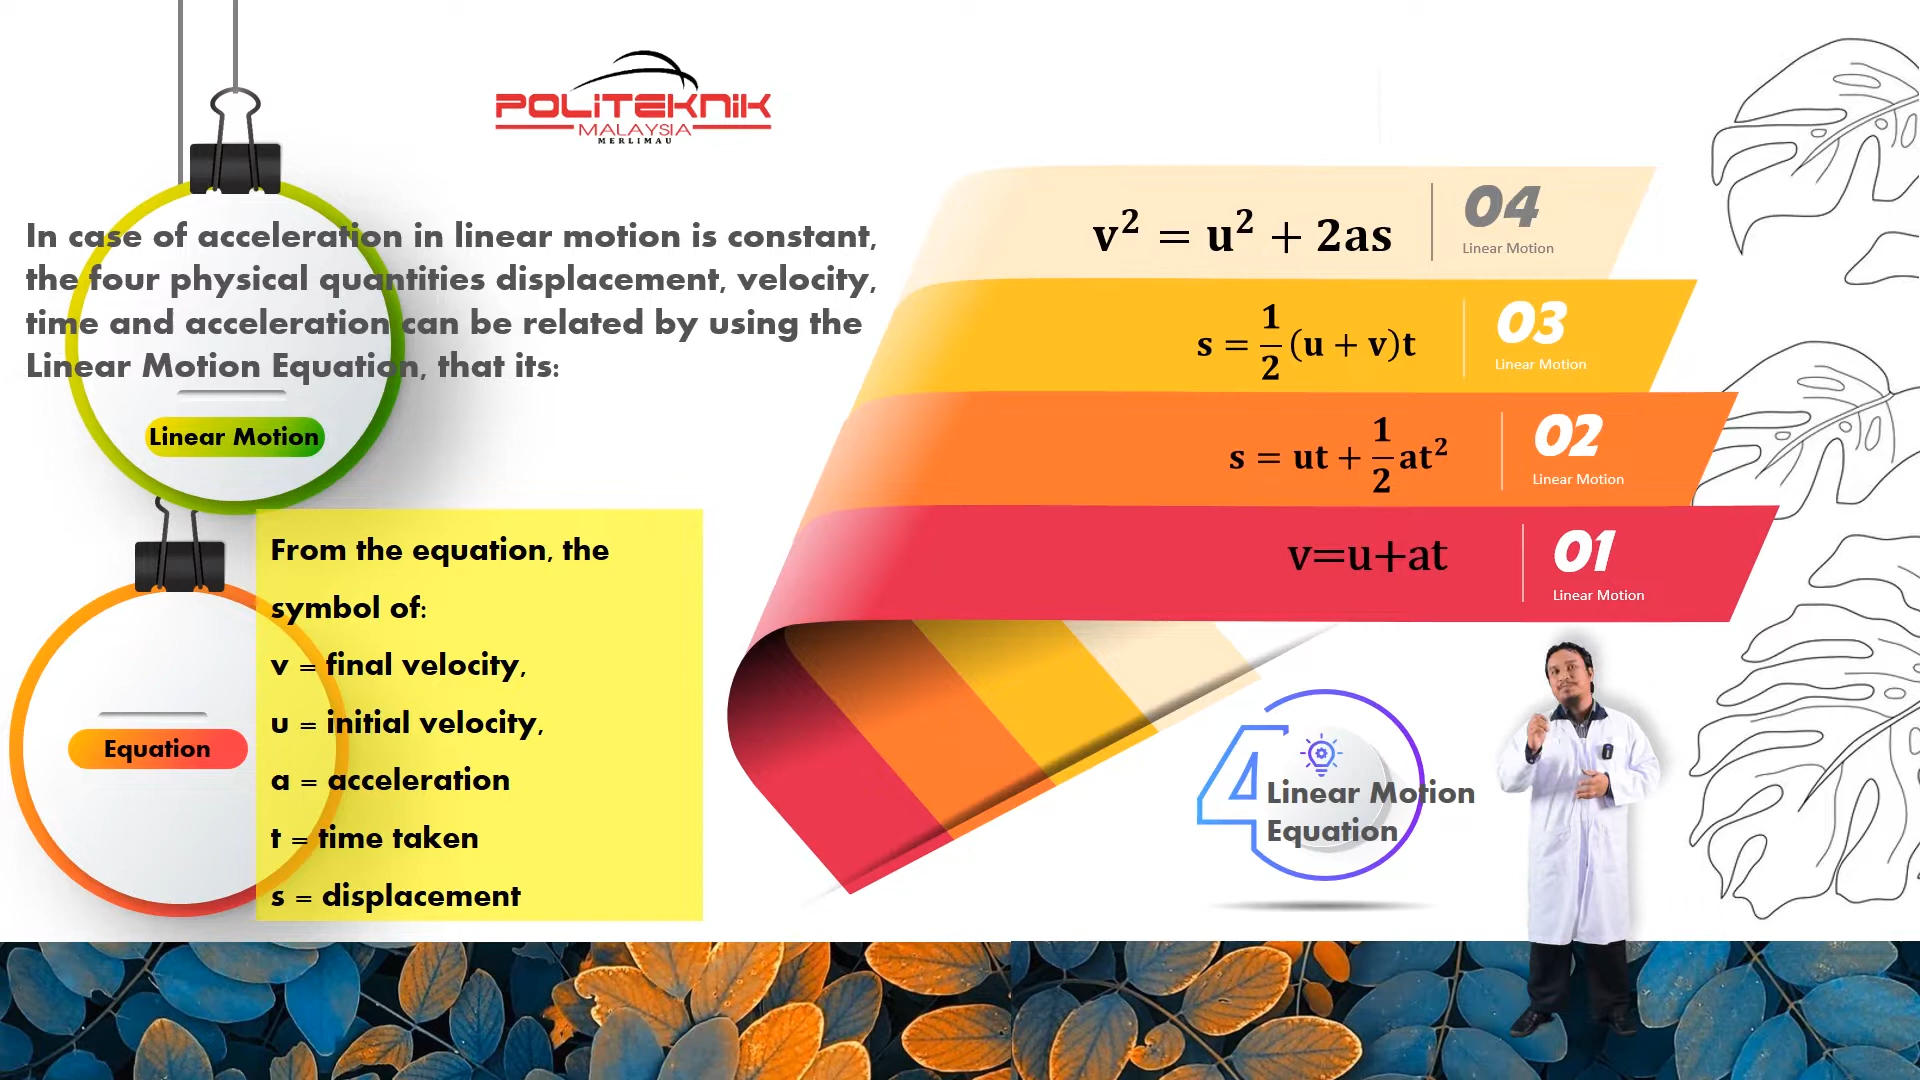 POLITEKNIK
MALAYSIA
MERLIMAU
In case of acceleration in linear motion is constant,
the four physical quantities displacement, velocity,
time and acceleration can be related by using the
Linear Motion Equation, that its:
Linear Motion
From the equation, the
symbol of:
v = final velocity,
u = initial velocity,
a = acceleration
t = time taken
s = displacement
Equation
v² = u² + 2as
04
Linear Motion
s = 1/2 (u + v)t
03
Linear Motion
s = ut + 1/2 at²
02
Linear Motion
v=u+at
01
Linear Motion
4
Linear Motion
Equation